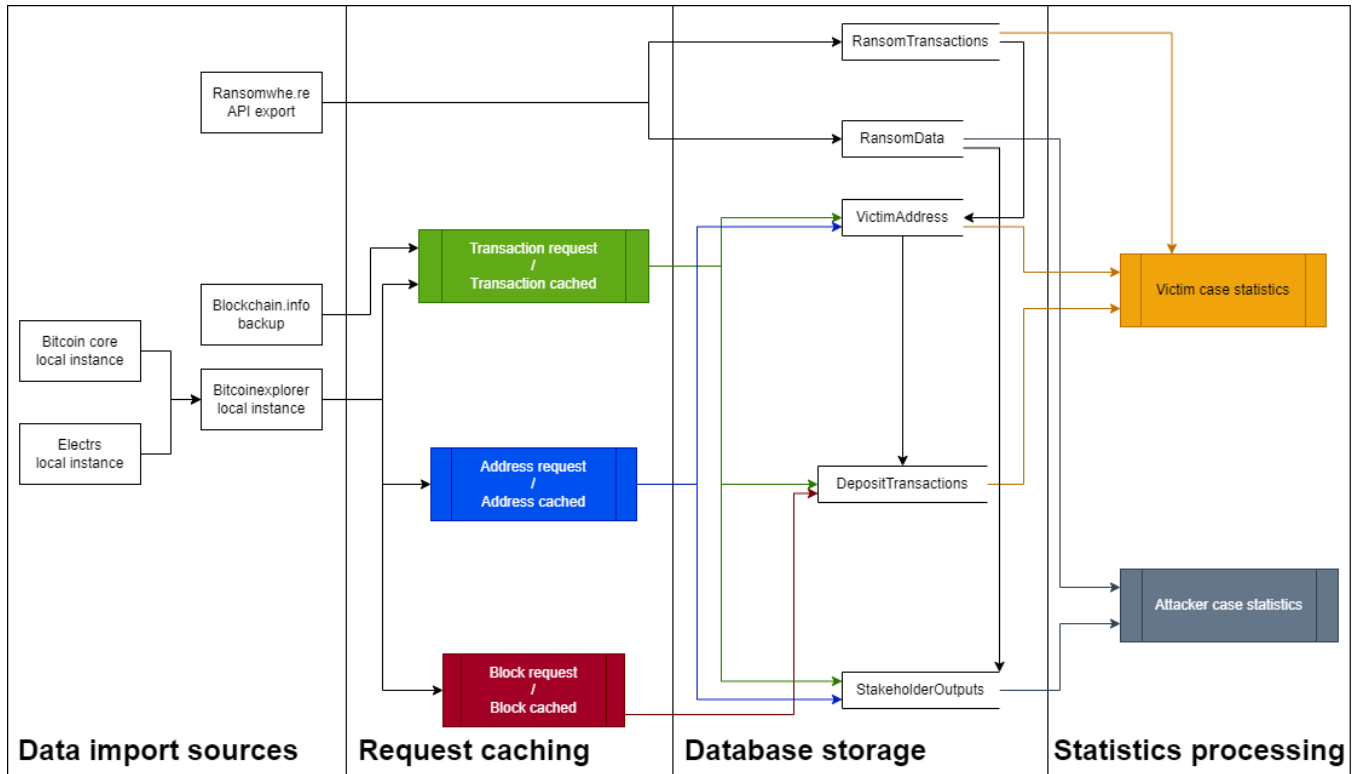 RansomTransactions
Ransomwhe.re
API export
RansomData
VictimAddress
Transaction request
/
Transaction cached
Victim case statistics
Blockchain.info
backup
Bitcoin core
local instance
Bitcoinexplorer
local instance
Electrs
local instance
Address request
/
Address cached
DepositTransactions
Attacker case statistics
Block request
/
Block cached
StakeholderOutputs
Data import sources
Request caching
Database storage
Statistics processing